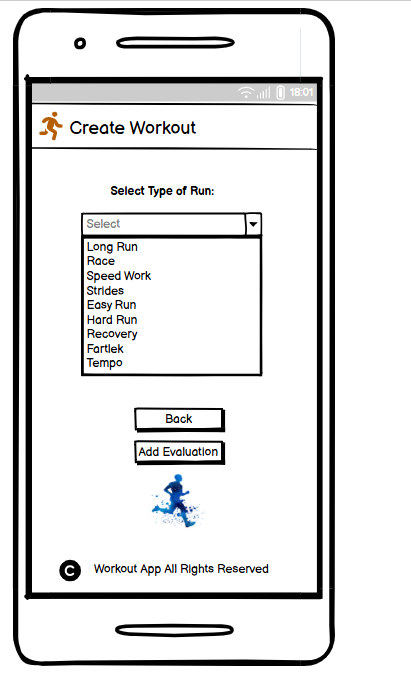 18:01
Create Workout
Select Type of Run:
Select
Long Run
Race
Speed Work
Strides
Easy Run
Hard Run
Recovery
Fartlek
Tempo
Back
Add Evaluation
C Workout App All Rights Reserved